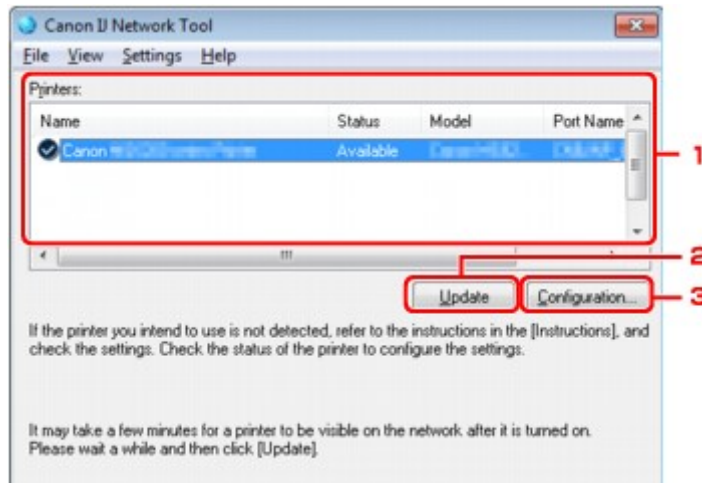 Canon IJ Network Tool
File View Settings Help
Printers:
Name Status Model Port Name
Canon Available
1
2
Update Configuration...
3
If the printer you intend to use is not detected, refer to the instructions in the [Instructions], and
check the settings. Check the status of the printer to configure the settings.
It may take a few minutes for a printer to be visible on the network after it is turned on.
Please wait a while and then click [Update].